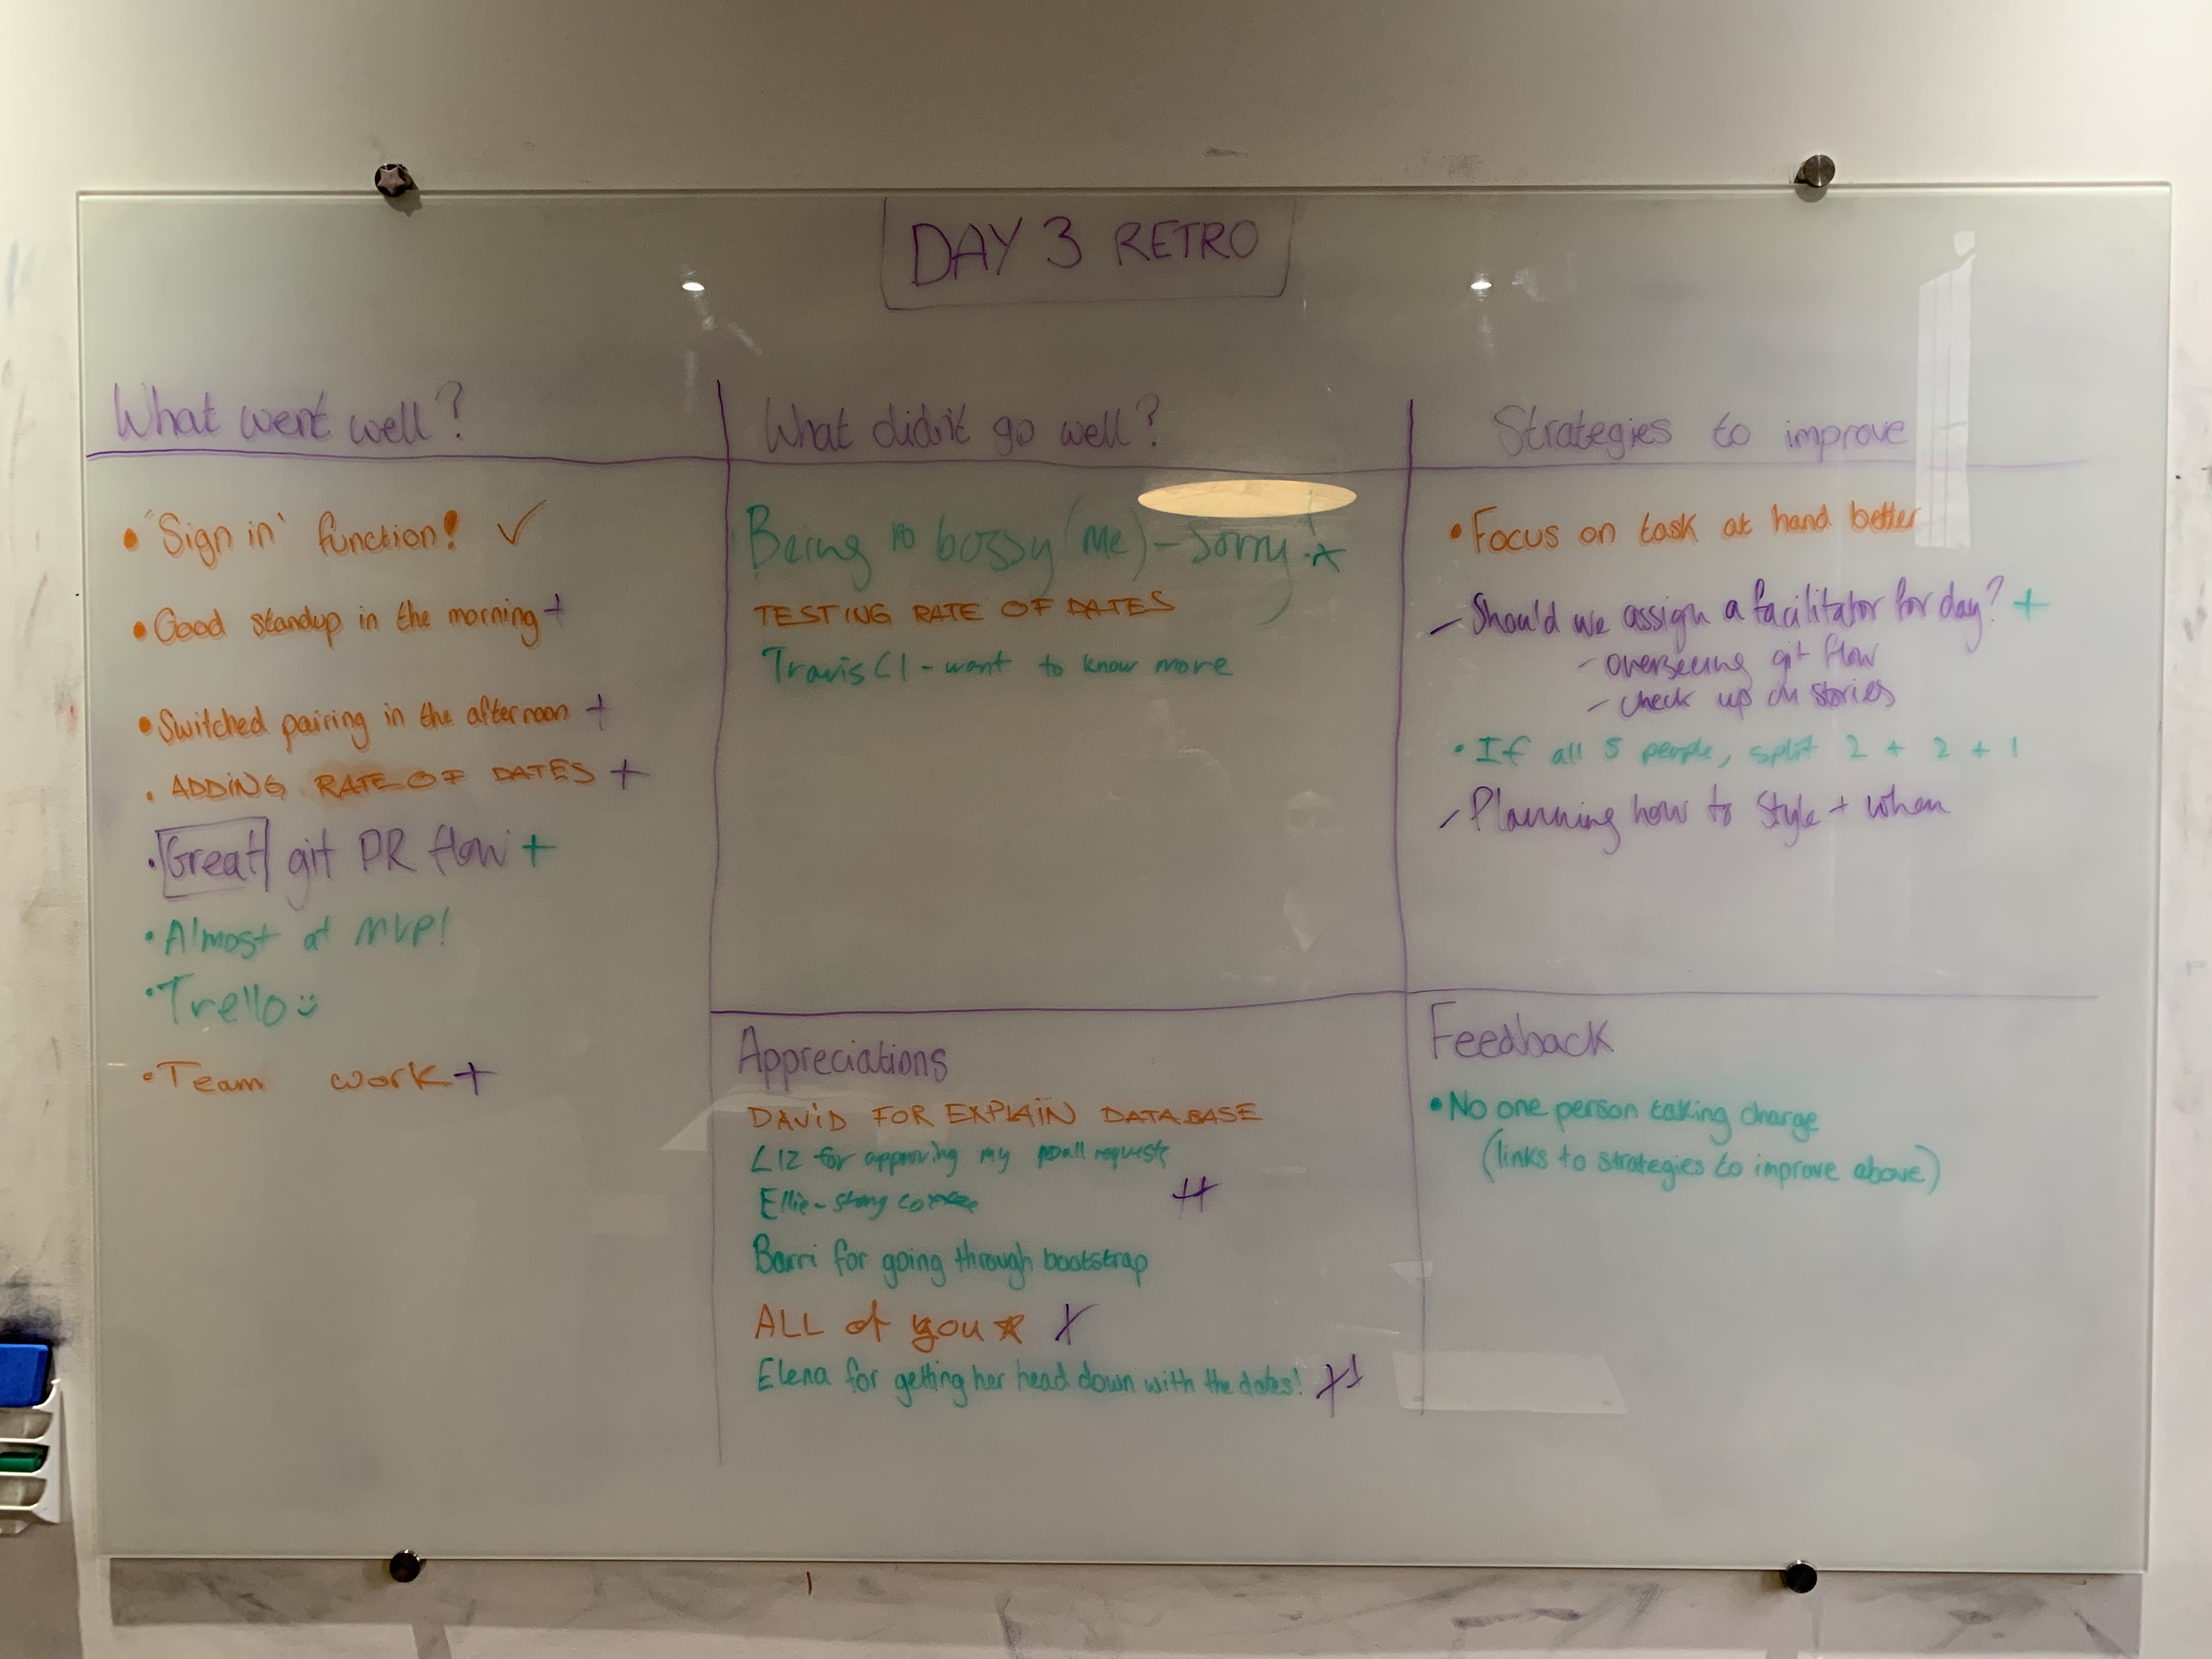 DAY 3 RETRO
What went well?
• "Sign in' function! ✓
• Good standup in the morning +
• Switched pairing in the afternoon +
• ADDING RATE OF DATES +
• Great git PR flow +
• Almost at MVP!
• Trello :)
• Team work +
What didn't go well?
Being bossy (me) - Sorry!
TESTING RATE OF DATES
Travis CI - want to know more
Strategies to improve
• Focus on task at hand better
- Should we assign a facilitator for day? +
- overseeing git flow
- check up on stories
• If all 5 people, split 2 + 2 + 1
- Planning how to style + when
Appreciations
DAVID FOR EXPLAIN DATABASE
LIZ for approving my pull requests
Ellie -
Barri for going through bootstrap
ALL of you
Elena for getting her head down with the dates!
Feedback
• No one person taking charge
(links to strategies to improve above)